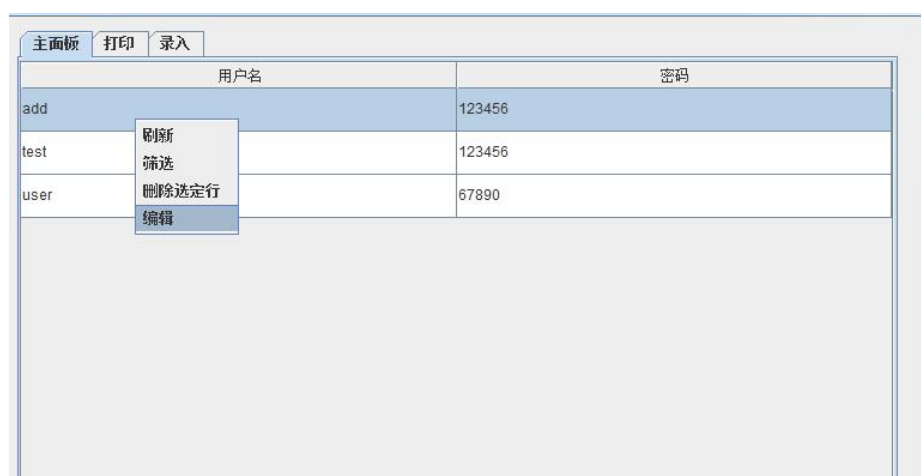 主面板 打印 录入
用户名 密码
add 123456
刷新
test 123456
筛选
删除选定行
user 67890
编辑